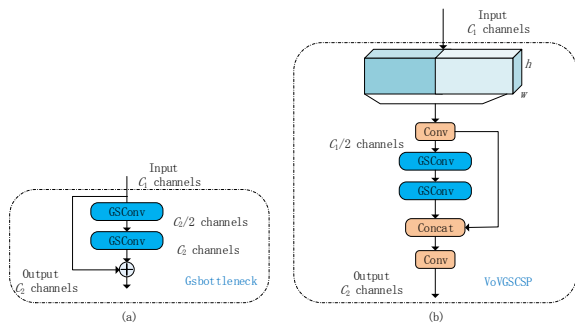 Input
C₁ channels
GSConv
C₂/2 channels
GSConv
C₂ channels
Output
C₂ channels
Gsbottleneck
(a)
Input
C₁ channels
h
w
Conv
C₁/2 channels
GSConv
GSConv
Concat
Conv
Output
C₂ channels
VoVGSCSP
(b)